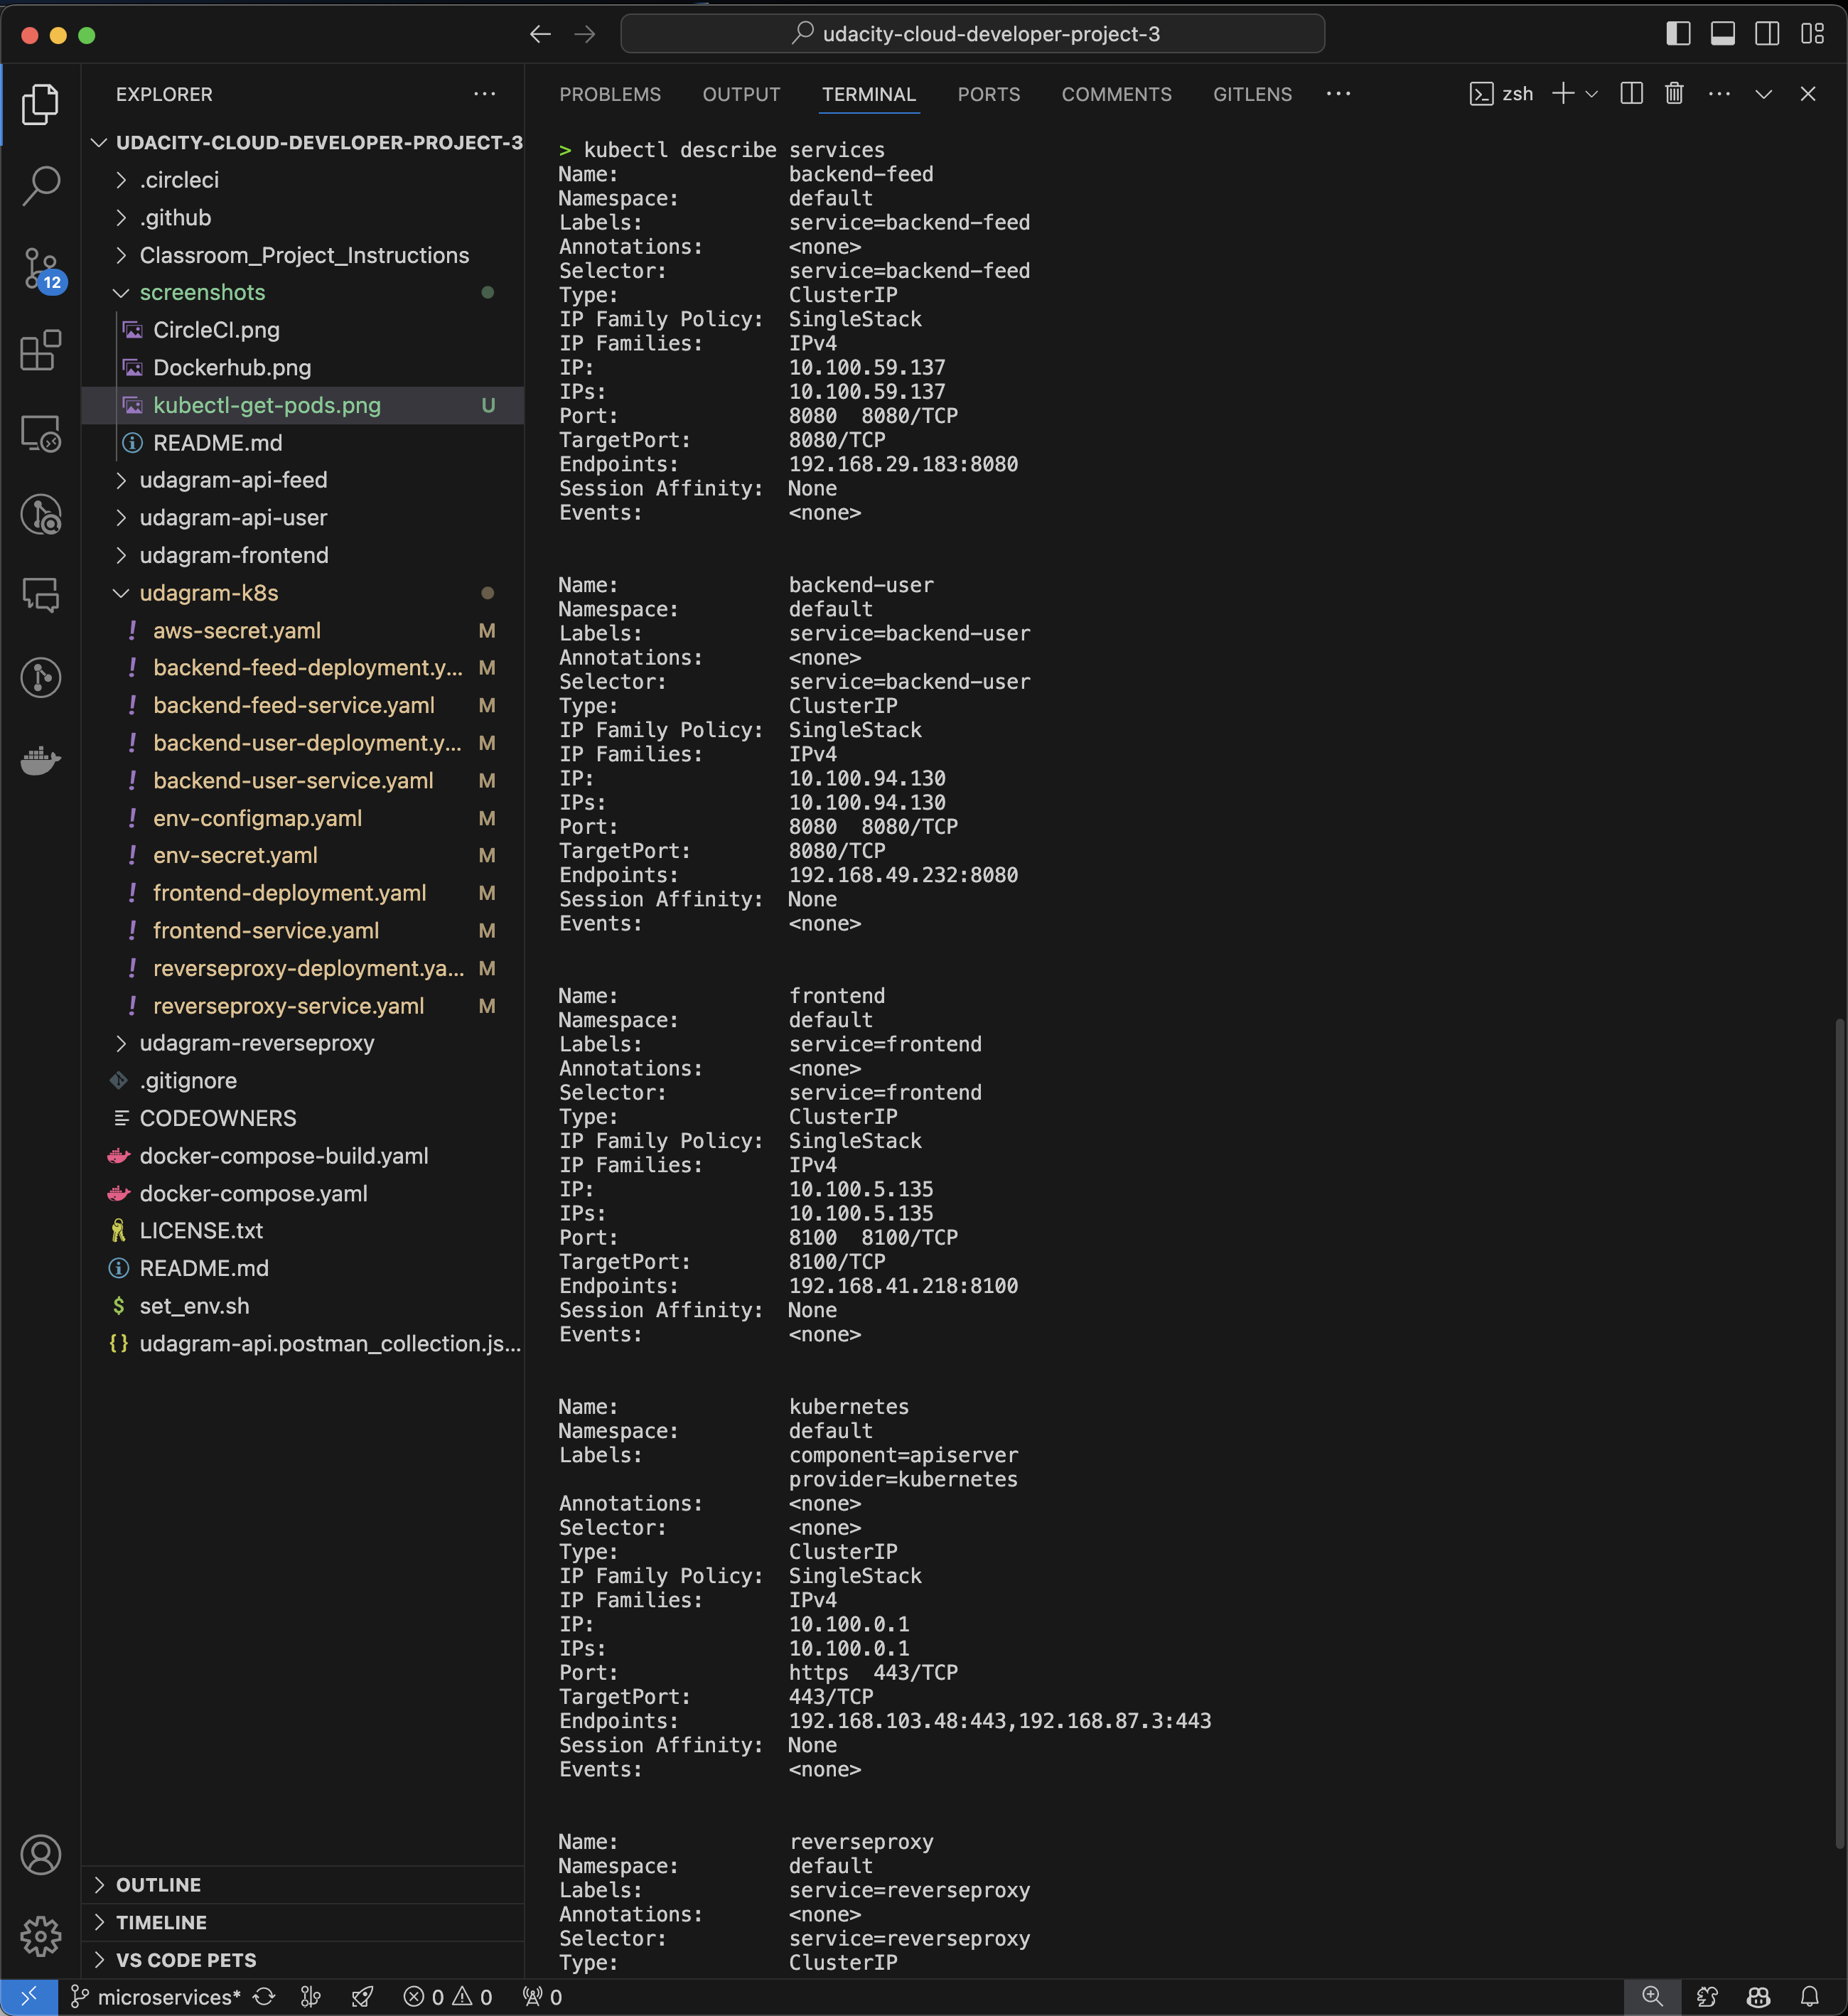 udacity-cloud-developer-project-3
EXPLORER
UDACITY-CLOUD-DEVELOPER-PROJECT-3
.circleci
.github
Classroom_Project_Instructions
12
screenshots
CircleCI.png
Dockerhub.png
kubectl-get-pods.png U
README.md
udagram-api-feed
udagram-api-user
udagram-frontend
udagram-k8s
aws-secret.yaml M
backend-feed-deployment.y... M
backend-feed-service.yaml M
backend-user-deployment.y... M
backend-user-service.yaml M
env-configmap.yaml M
env-secret.yaml M
frontend-deployment.yaml M
frontend-service.yaml M
reverseproxy-deployment.ya... M
reverseproxy-service.yaml M
udagram-reverseproxy
.gitignore
CODEOWNERS
docker-compose-build.yaml
docker-compose.yaml
LICENSE.txt
README.md
set_env.sh
udagram-api.postman_collection.js...
OUTLINE
TIMELINE
VS CODE PETS
PROBLEMS OUTPUT TERMINAL PORTS COMMENTS GITLENS ... zsh
> kubectl describe services
Name: backend-feed
Namespace: default
Labels: service=backend-feed
Annotations: <none>
Selector: service=backend-feed
Type: ClusterIP
IP Family Policy: SingleStack
IP Families: IPv4
IP: 10.100.59.137
IPs: 10.100.59.137
Port: 8080 8080/TCP
TargetPort: 8080/TCP
Endpoints: 192.168.29.183:8080
Session Affinity: None
Events: <none>
Name: backend-user
Namespace: default
Labels: service=backend-user
Annotations: <none>
Selector: service=backend-user
Type: ClusterIP
IP Family Policy: SingleStack
IP Families: IPv4
IP: 10.100.94.130
IPs: 10.100.94.130
Port: 8080 8080/TCP
TargetPort: 8080/TCP
Endpoints: 192.168.49.232:8080
Session Affinity: None
Events: <none>
Name: frontend
Namespace: default
Labels: service=frontend
Annotations: <none>
Selector: service=frontend
Type: ClusterIP
IP Family Policy: SingleStack
IP Families: IPv4
IP: 10.100.5.135
IPs: 10.100.5.135
Port: 8100 8100/TCP
TargetPort: 8100/TCP
Endpoints: 192.168.41.218:8100
Session Affinity: None
Events: <none>
Name: kubernetes
Namespace: default
Labels: component=apiserver
provider=kubernetes
Annotations: <none>
Selector: <none>
Type: ClusterIP
IP Family Policy: SingleStack
IP Families: IPv4
IP: 10.100.0.1
IPs: 10.100.0.1
Port: https 443/TCP
TargetPort: 443/TCP
Endpoints: 192.168.103.48:443,192.168.87.3:443
Session Affinity: None
Events: <none>
Name: reverseproxy
Namespace: default
Labels: service=reverseproxy
Annotations: <none>
Selector: service=reverseproxy
Type: ClusterIP
microservices* 0 0 0